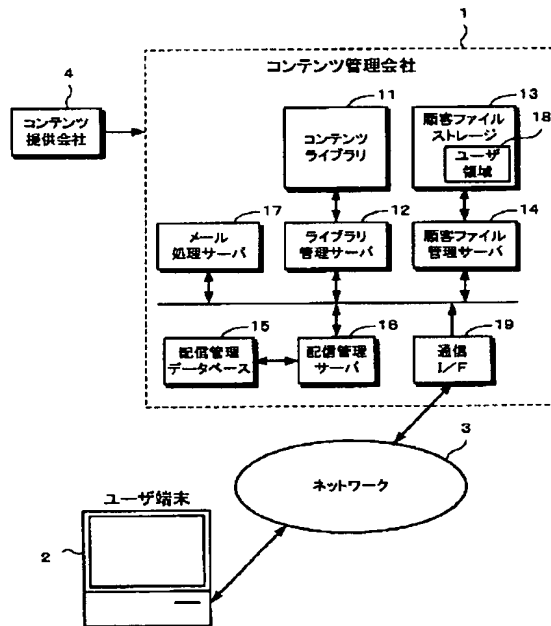 1
4
コンテンツ管理会社
コンテンツ
提供会社
11
コンテンツ
ライブラリ
13
顧客ファイル
ストレージ
18
ユーザ
領域
17
メール
処理サーバ
12
ライブラリ
管理サーバ
14
顧客ファイル
管理サーバ
15
配信管理
データベース
16
配信管理
サーバ
19
通信
I/F
3
ネットワーク
ユーザ端末
2